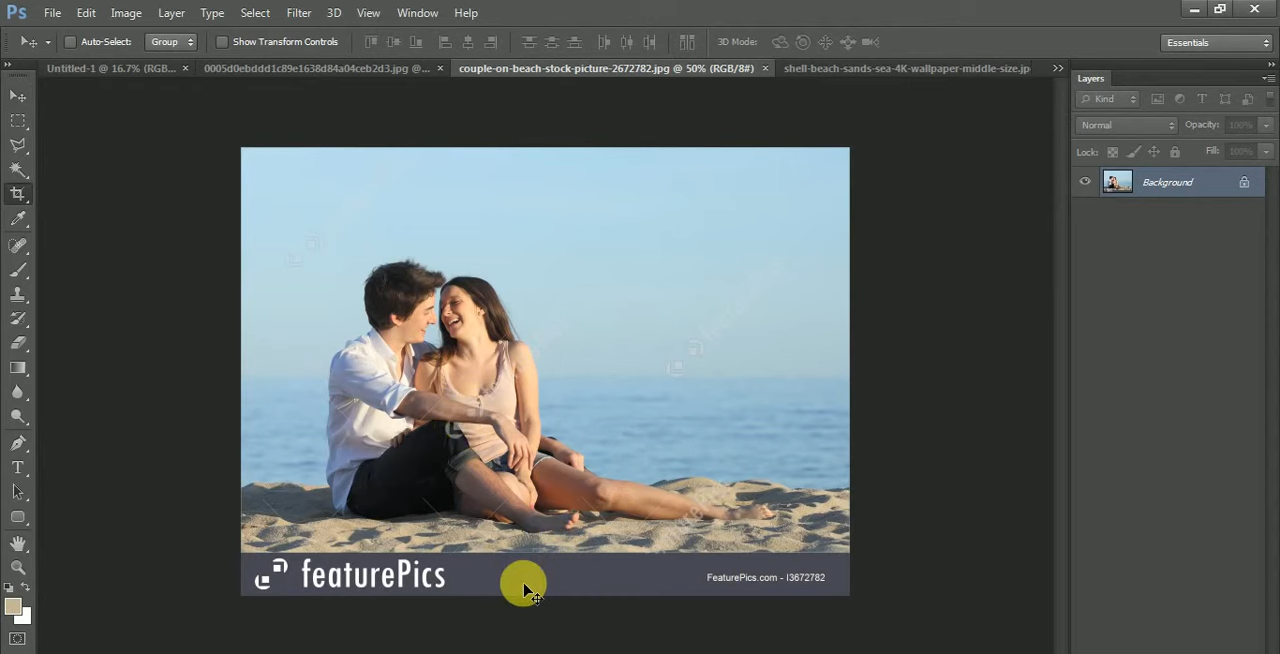 Ps File Edit Image Layer Type Select Filter 3D View Window Help
Auto-Select: Group Show Transform Controls 3D Mode: Essentials
Untitled-1 @ 16.7% (RGB... × 0005d0ebddd1c89e1638d84a04ceb2d3.jpg @... × couple-on-beach-stock-picture-2672782.jpg @ 50% (RGB/8#) × shell-beach-sands-sea-4K-wallpaper-middle-size.jp
Layers
Kind
Normal Opacity: 100%
Lock: Fill: 100%
Background
featurePics
FeaturePics.com - I3672782